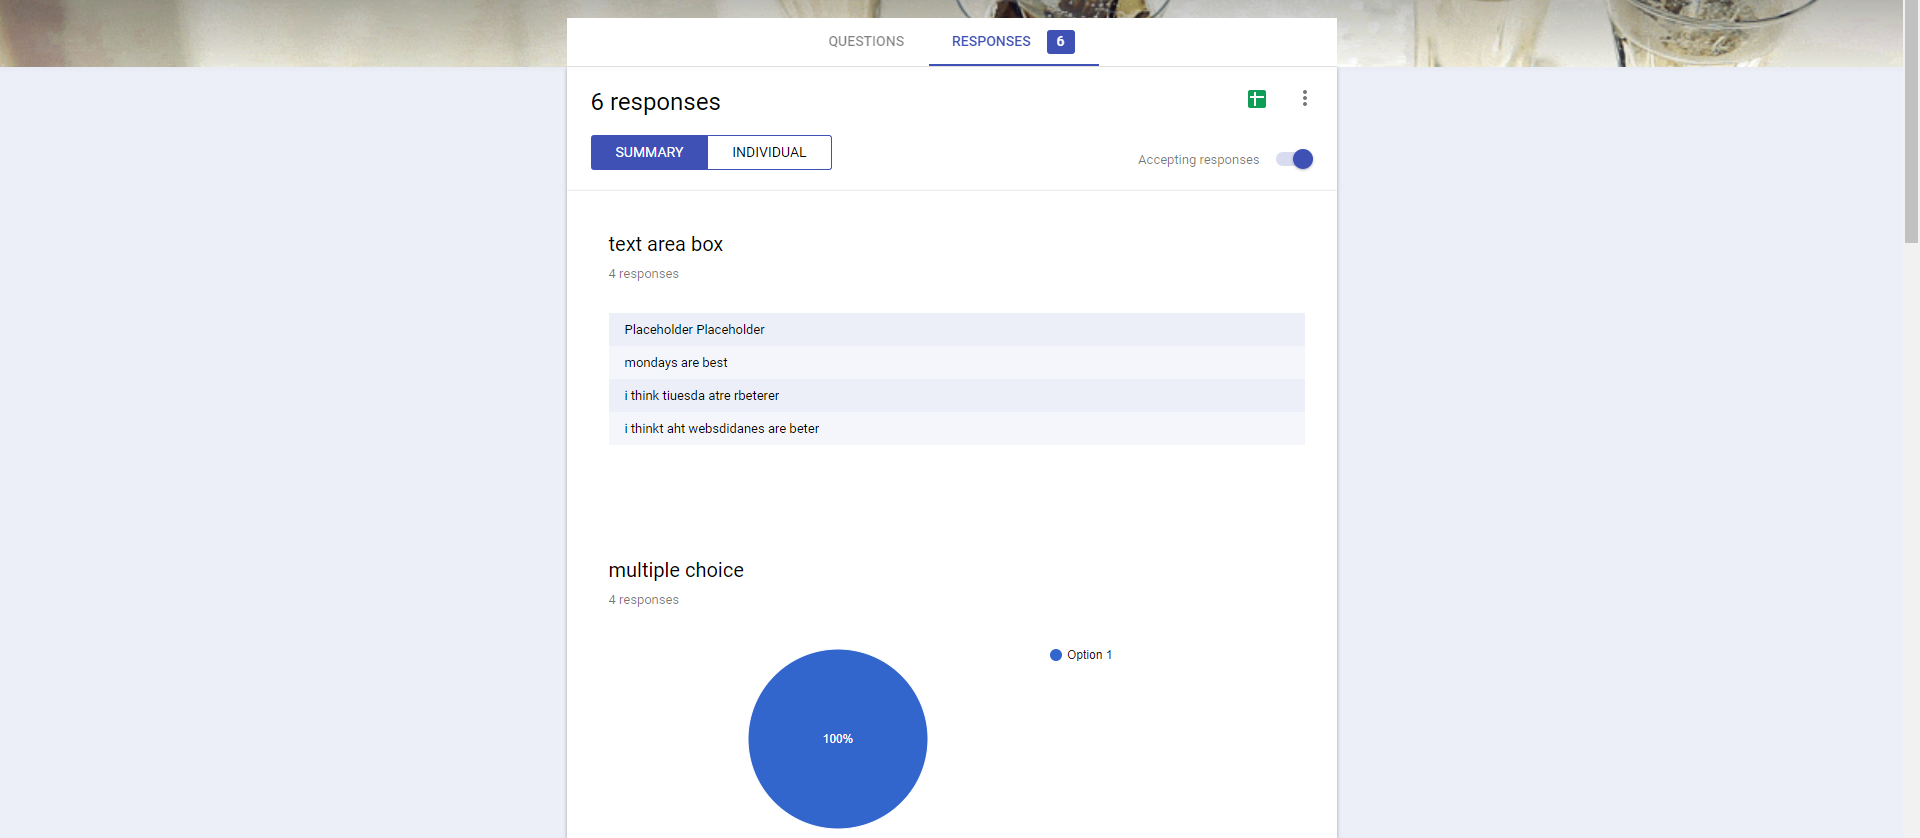 QUESTIONS RESPONSES 6
6 responses
SUMMARY INDIVIDUAL
Accepting responses
text area box
4 responses
Placeholder Placeholder
mondays are best
i think tiuesda atre rbeterer
i thinkt aht websdidanes are beter
multiple choice
4 responses
Option 1
100%